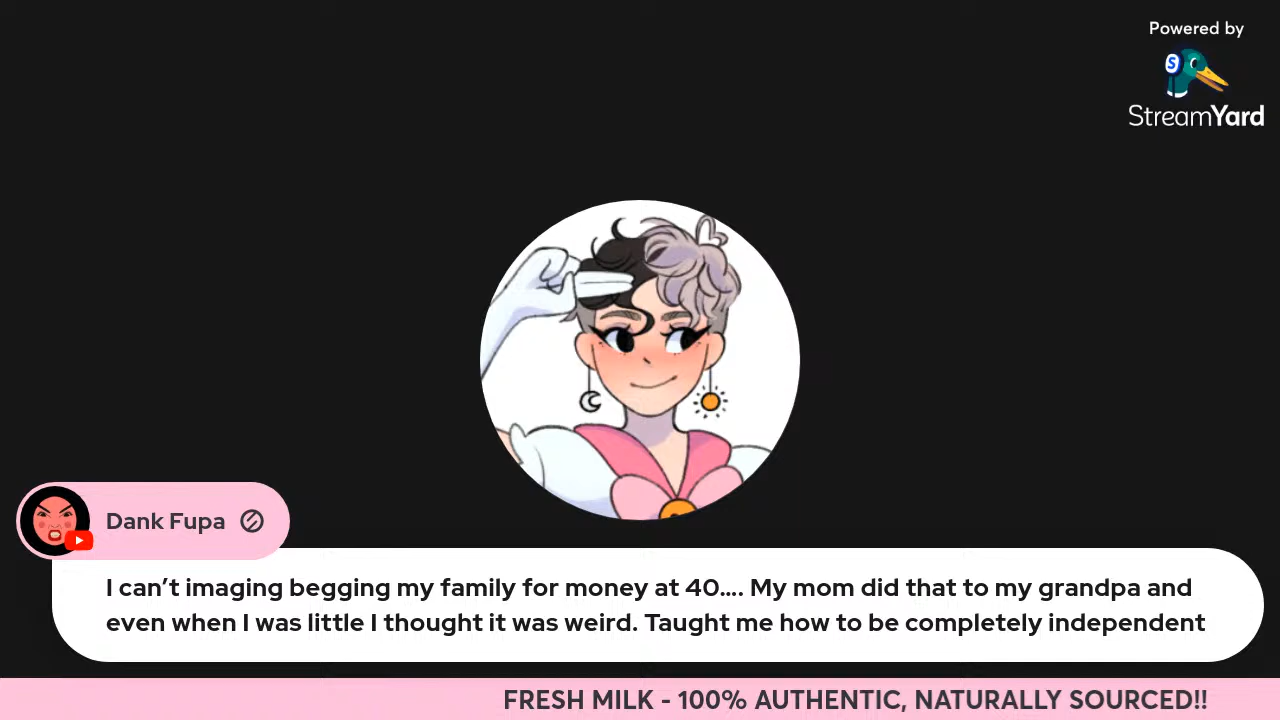 Powered by
StreamYard
Dank Fupa
I can’t imaging begging my family for money at 40.... My mom did that to my grandpa and
even when I was little I thought it was weird. Taught me how to be completely independent
FRESH MILK - 100% AUTHENTIC, NATURALLY SOURCED!!